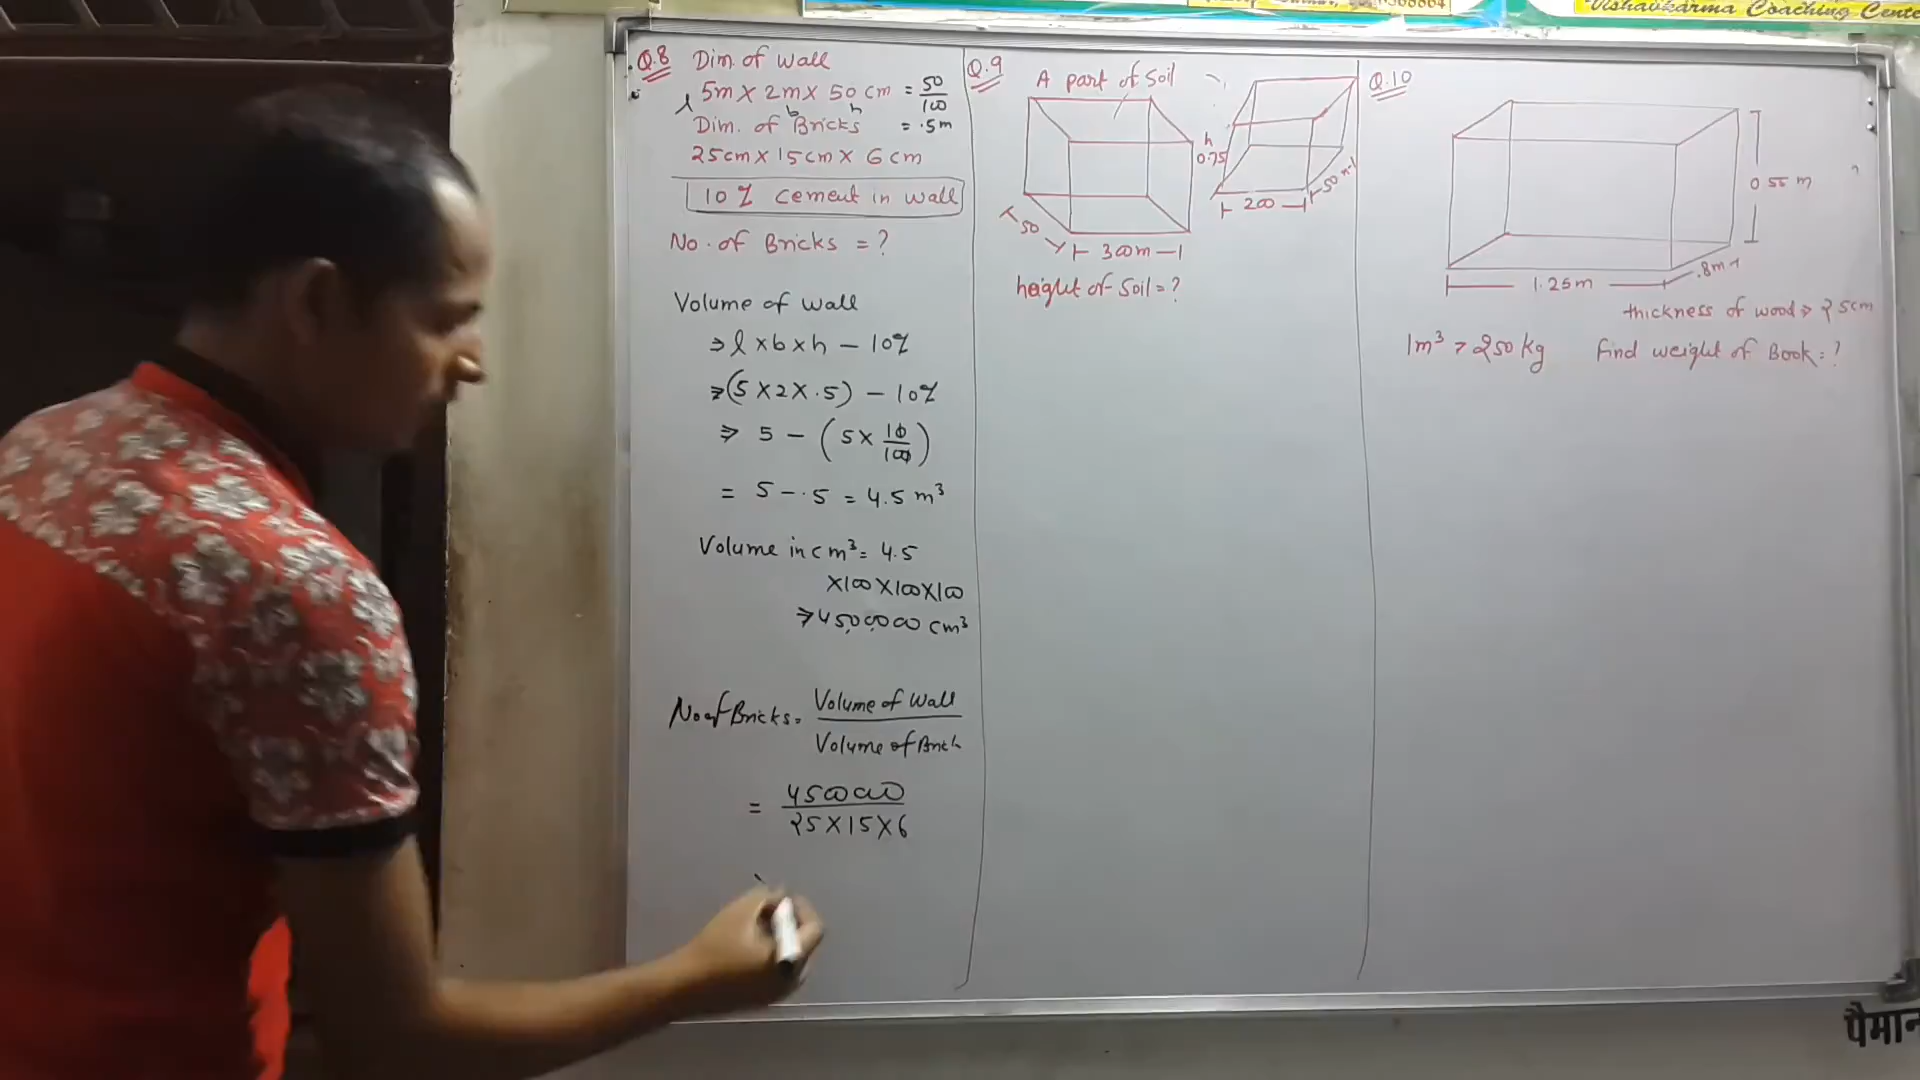 Vishavkarma Coaching Cente
Q.8 Dim. of Wall
l 5m × 2m × 50 cm = 50/100
b h
Dim. of Bricks = .5m
25cm × 15cm × 6cm
10% Cement in Wall
No. of Bricks = ?
Volume of Wall
⇒ l × b × h - 10%
⇒ (5 × 2 × .5) - 10%
⇒ 5 - (5 × 10/100)
= 5 - .5 = 4.5 m³
Volume in cm³ = 4.5
×100×100×100
⇒ 4500000 cm³
No of Bricks = Volume of Wall
Volume of Brick
= 4500000
25×15×6
Q.9 A part of Soil
h
0.75
50
300m
200
50m
height of Soil = ?
Q.10
0.55 m
1.25m
.8m
thickness of wood ⇒ 2.5cm
1m³ ⇒ 250 kg Find weight of Book = ?
पैमान